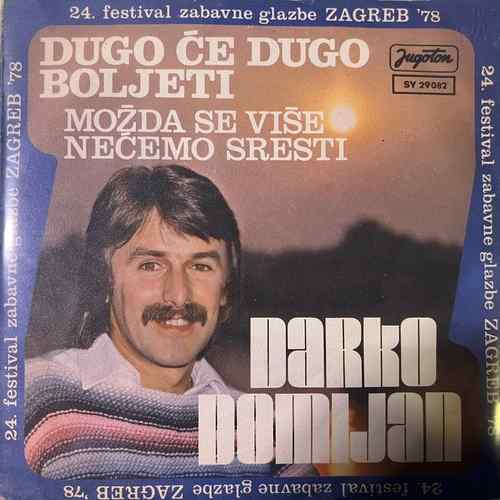 24. festival zabavne glazbe ZAGREB '78
DUGO ĆE DUGO
BOLJETI
MOŽDA SE VIŠE
NEĆEMO SRESTI
Jugoton
SY 29082
24. festival zabavne glazbe ZAGREB '78
24. festival zabavne glazbe ZAGREB '78
DARKO
DOMIJAN
24. festival zabavne glazbe ZAGREB '78